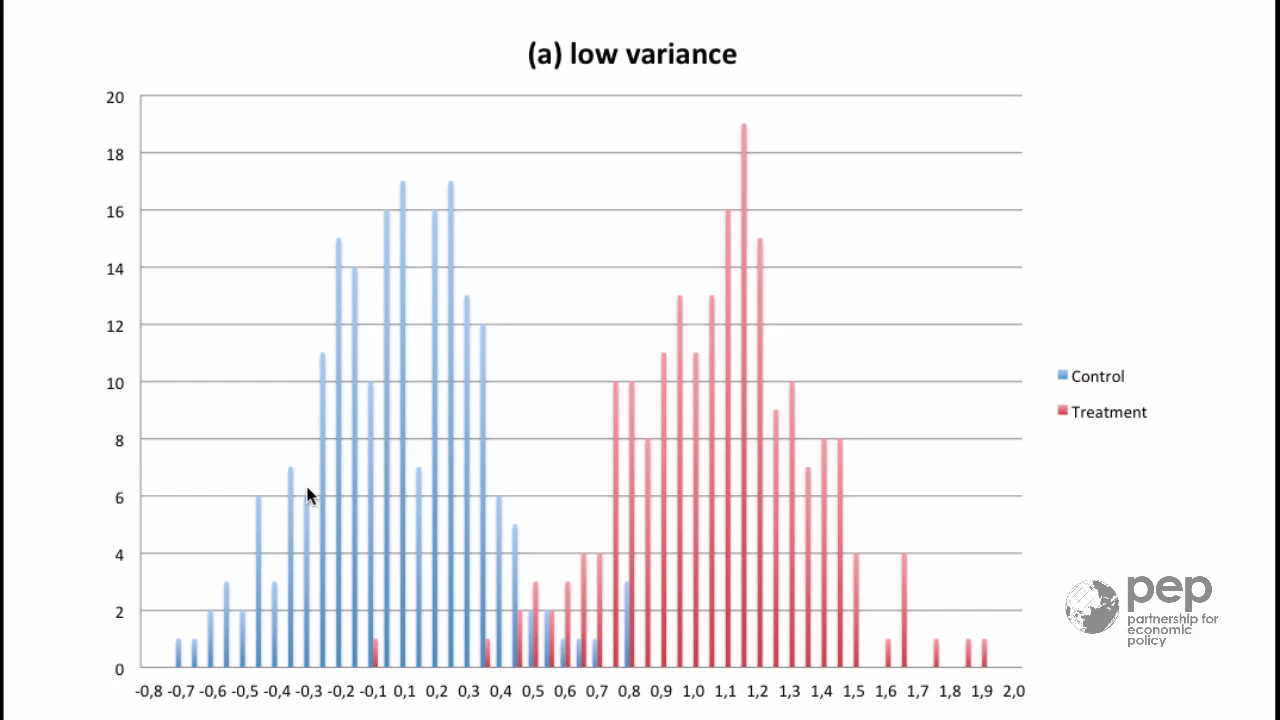 (a) low variance
20
18
16
14
12
10
8
6
4
2
0
-0,8 -0,7 -0,6 -0,5 -0,4 -0,3 -0,2 -0,1 0,1 0,2 0,3 0,4 0,5 0,6 0,7 0,8 0,9 1,0 1,1 1,2 1,3 1,4 1,5 1,6 1,7 1,8 1,9 2,0
Control
Treatment
pep
partnership for
economic
policy